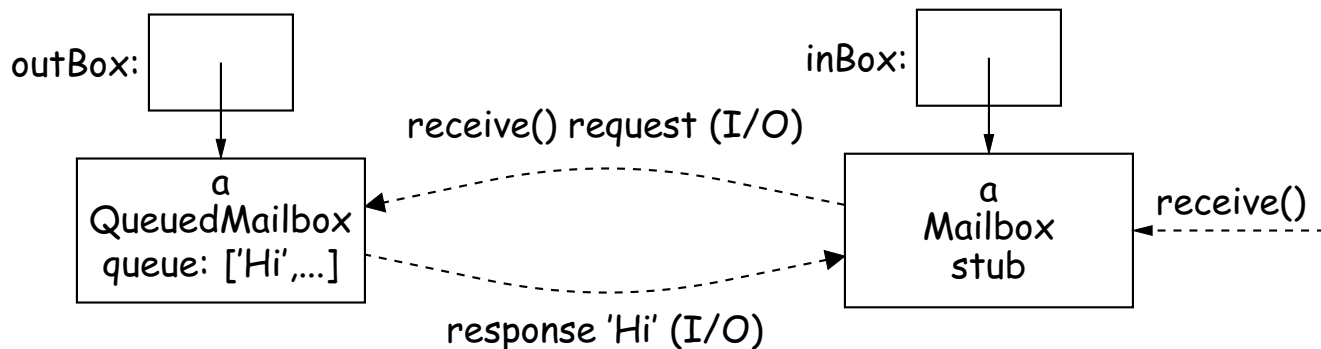 outBox:
inBox:
receive() request (I/O)
a
QueuedMailbox
queue: ['Hi',...]
a
Mailbox
stub
receive()
response 'Hi' (I/O)